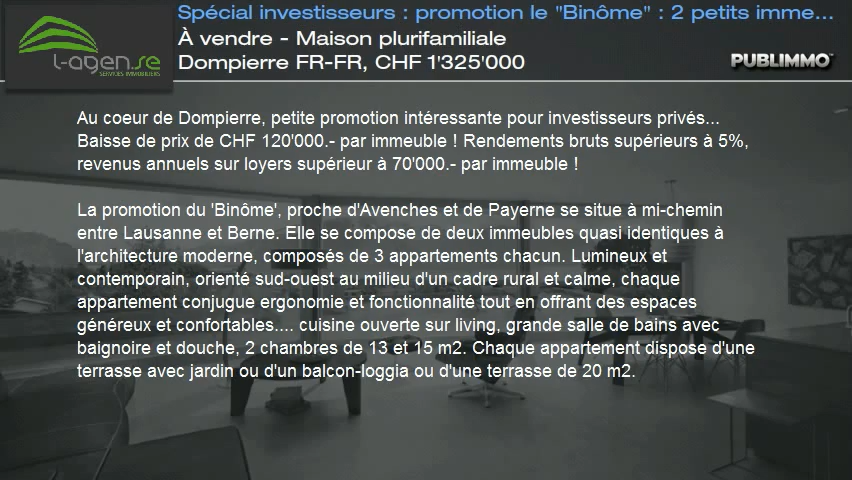 Spécial investisseurs : promotion le "Binôme" : 2 petits imme...
À vendre - Maison plurifamiliale
Dompierre FR-FR, CHF 1'325'000
l-agen.se
SERVICES IMMOBILIERS
PUBLIMMO
Au coeur de Dompierre, petite promotion intéressante pour investisseurs privés...
Baisse de prix de CHF 120'000.- par immeuble ! Rendements bruts supérieurs à 5%,
revenus annuels sur loyers supérieur à 70'000.- par immeuble !
La promotion du 'Binôme', proche d'Avenches et de Payerne se situe à mi-chemin
entre Lausanne et Berne. Elle se compose de deux immeubles quasi identiques à
l'architecture moderne, composés de 3 appartements chacun. Lumineux et
contemporain, orienté sud-ouest au milieu d'un cadre rural et calme, chaque
appartement conjugue ergonomie et fonctionnalité tout en offrant des espaces
généreux et confortables.... cuisine ouverte sur living, grande salle de bains avec
baignoire et douche, 2 chambres de 13 et 15 m2. Chaque appartement dispose d'une
terrasse avec jardin ou d'un balcon-loggia ou d'une terrasse de 20 m2.